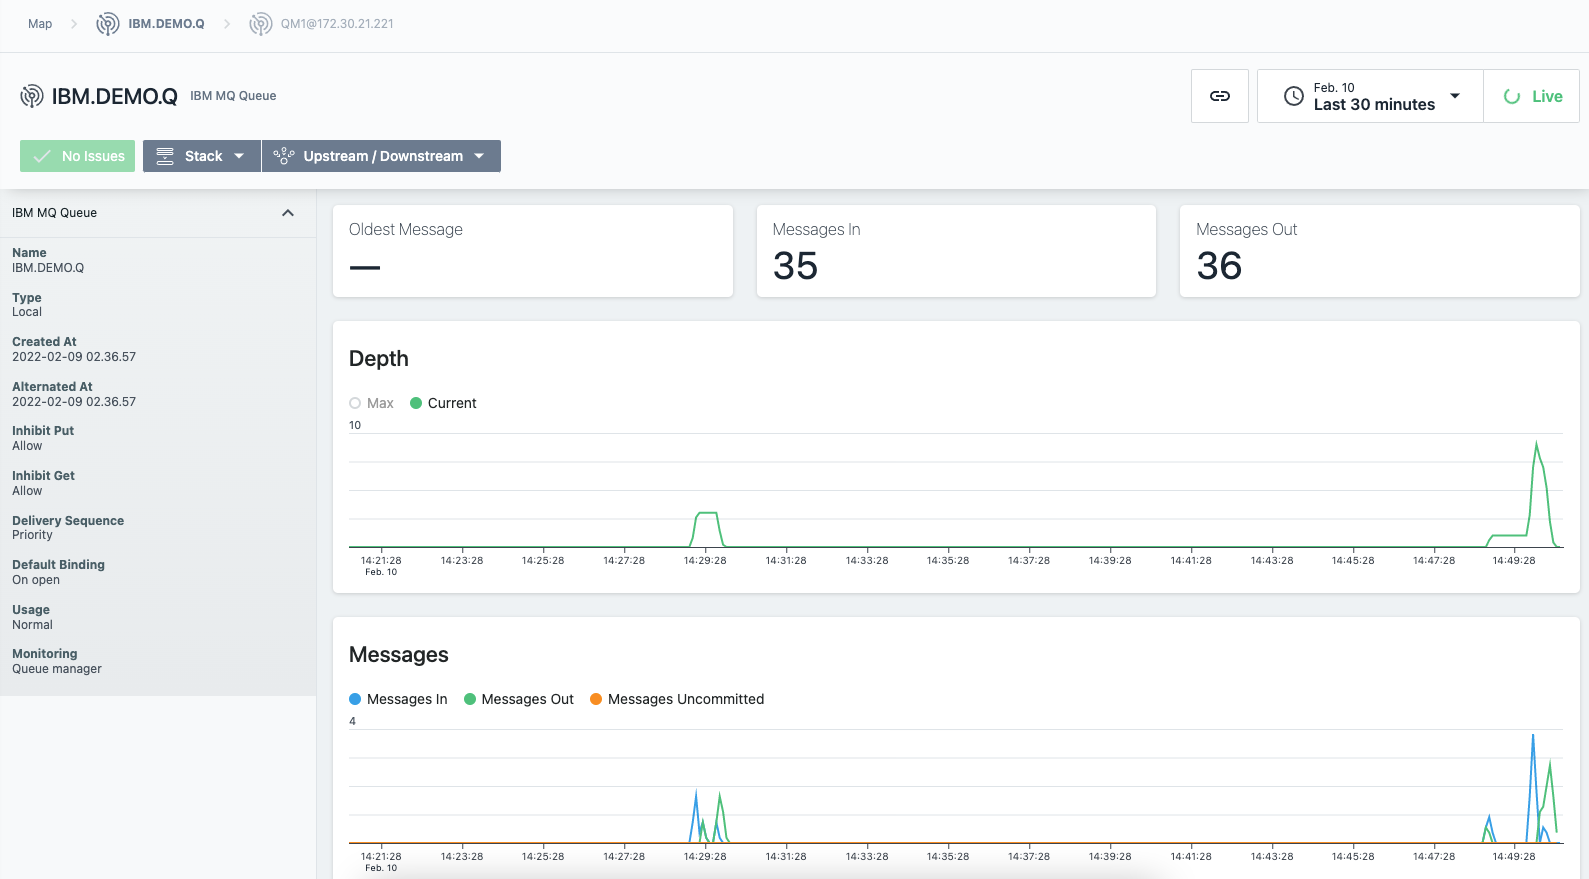 Map
IBM.DEMO.Q
QM1@172.30.21.221
IBM.DEMO.Q IBM MQ Queue
Feb. 10
Last 30 minutes
Live
No Issues
Stack
Upstream / Downstream
IBM MQ Queue
Name
IBM.DEMO.Q
Type
Local
Created At
2022-02-09 02.36.57
Alternated At
2022-02-09 02.36.57
Inhibit Put
Allow
Inhibit Get
Allow
Delivery Sequence
Priority
Default Binding
On open
Usage
Normal
Monitoring
Queue manager
Oldest Message
—
Messages In
35
Messages Out
36
Depth
Max Current
10
14:21:28 14:23:28 14:25:28 14:27:28 14:29:28 14:31:28 14:33:28 14:35:28 14:37:28 14:39:28 14:41:28 14:43:28 14:45:28 14:47:28 14:49:28
Feb. 10
Messages
Messages In Messages Out Messages Uncommitted
4
14:21:28 14:23:28 14:25:28 14:27:28 14:29:28 14:31:28 14:33:28 14:35:28 14:37:28 14:39:28 14:41:28 14:43:28 14:45:28 14:47:28 14:49:28
Feb. 10